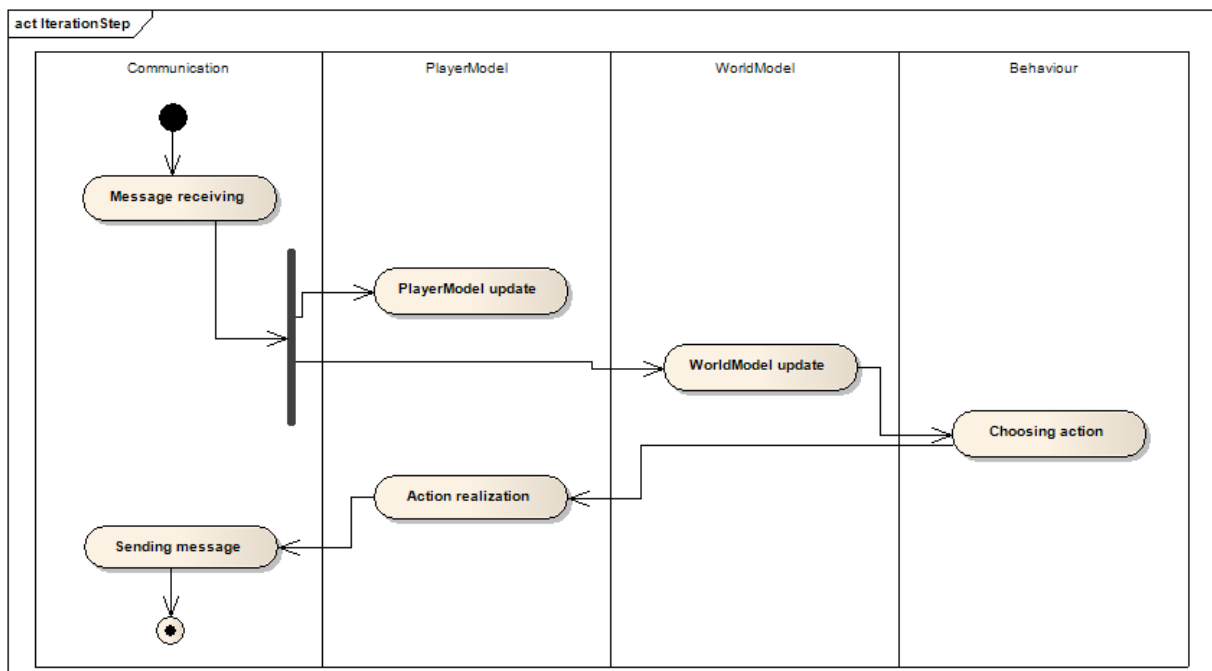 act IterationStep
Communication
PlayerModel
WorldModel
Behaviour
Message receiving
PlayerModel update
WorldModel update
Choosing action
Action realization
Sending message